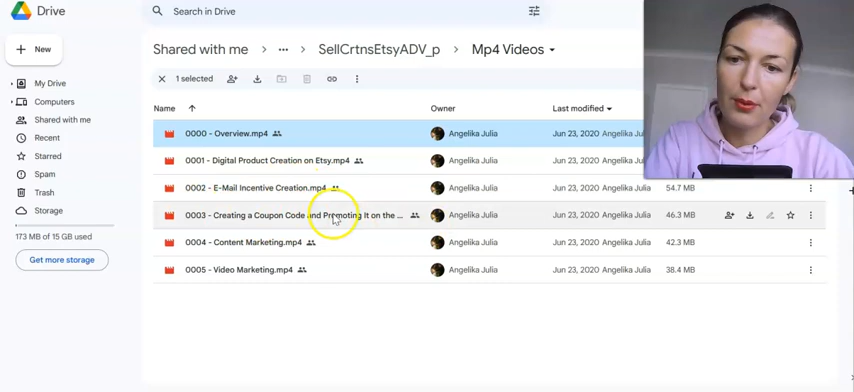 Drive
Search in Drive
New
Shared with me > ... > SellCrtnsEtsyADV_p > Mp4 Videos
1 selected
My Drive
Computers
Shared with me
Recent
Starred
Spam
Trash
Storage
173 MB of 15 GB used
Get more storage
Name Owner Last modified
0000 - Overview.mp4 Angelika Julia Jun 23, 2020 Angelika Julia
0001 - Digital Product Creation on Etsy.mp4 Angelika Julia Jun 23, 2020 Angelika Julia
0002 - E-Mail Incentive Creation.mp4 Angelika Julia Jun 23, 2020 Angelika Julia 54.7 MB
0003 - Creating a Coupon Code and Promoting It on the ... Angelika Julia Jun 23, 2020 Angelika Julia 46.3 MB
0004 - Content Marketing.mp4 Angelika Julia Jun 23, 2020 Angelika Julia 42.3 MB
0005 - Video Marketing.mp4 Angelika Julia Jun 23, 2020 Angelika Julia 38.4 MB